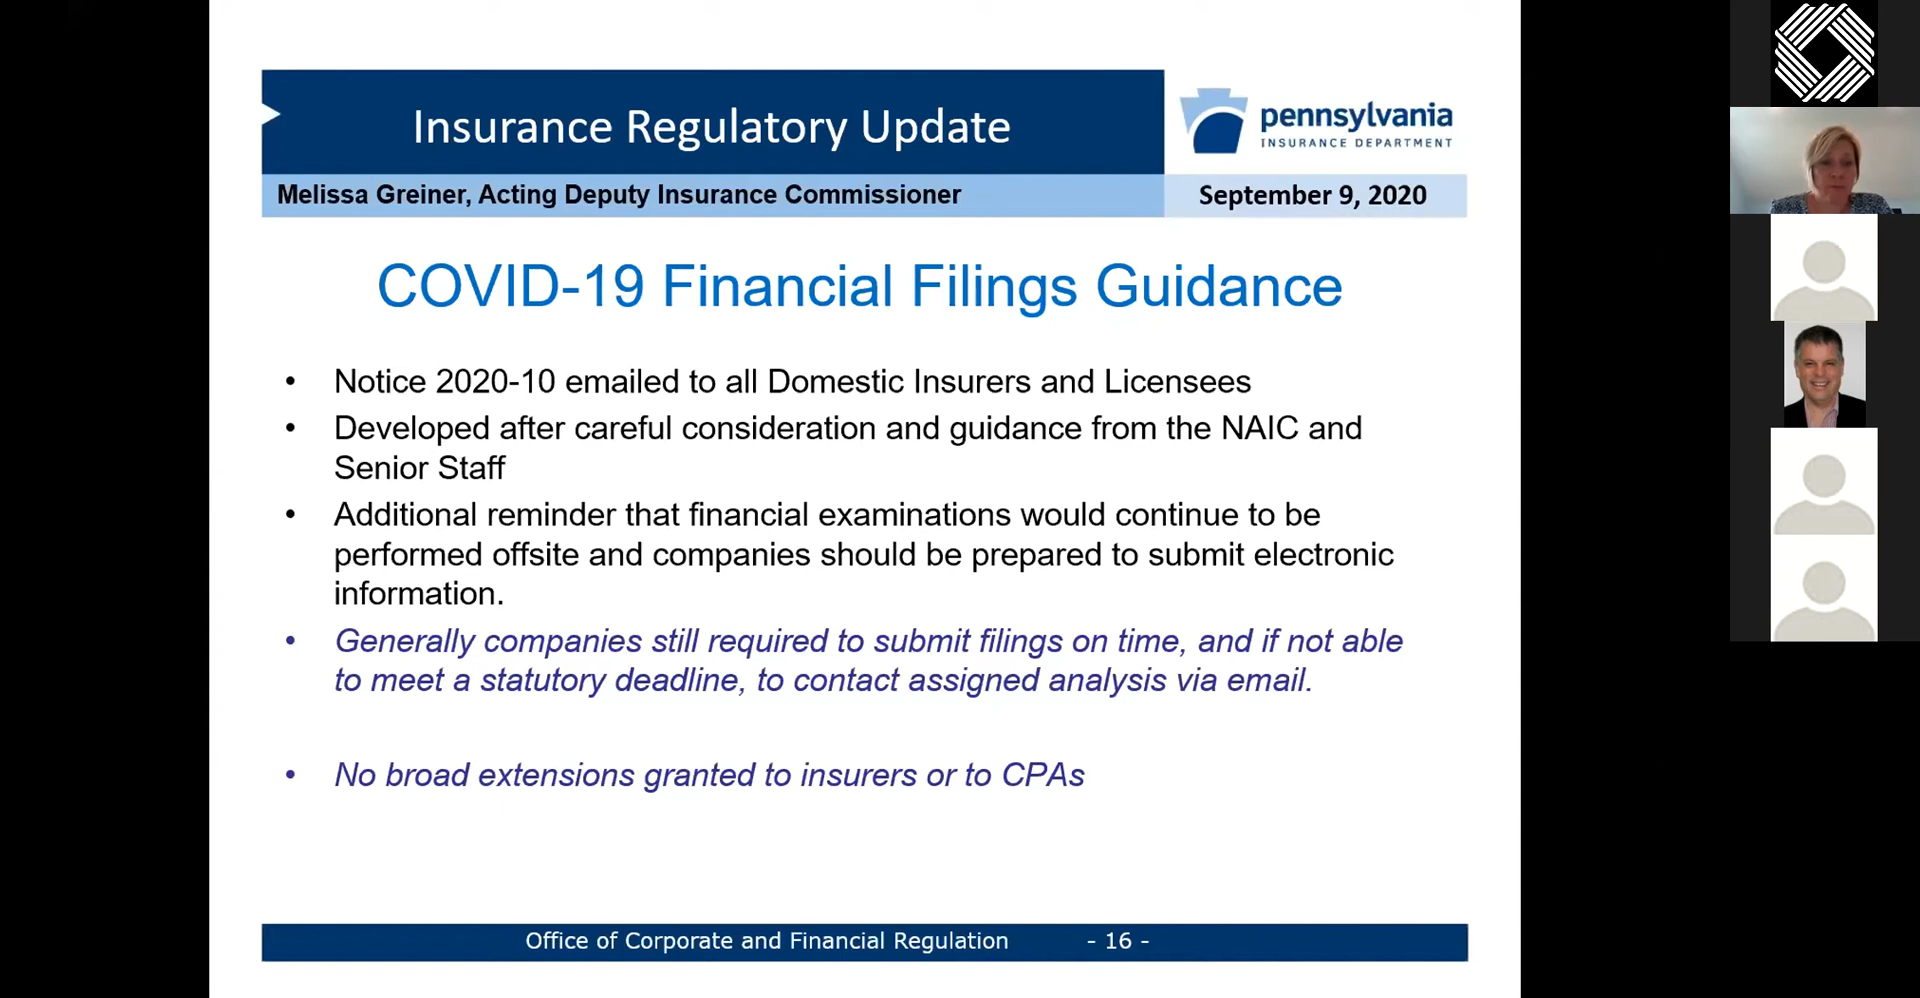 Insurance Regulatory Update
pennsylvania
INSURANCE DEPARTMENT
Melissa Greiner, Acting Deputy Insurance Commissioner
September 9, 2020
COVID-19 Financial Filings Guidance
• Notice 2020-10 emailed to all Domestic Insurers and Licensees
• Developed after careful consideration and guidance from the NAIC and
Senior Staff
• Additional reminder that financial examinations would continue to be
performed offsite and companies should be prepared to submit electronic
information.
• Generally companies still required to submit filings on time, and if not able
to meet a statutory deadline, to contact assigned analysis via email.
• No broad extensions granted to insurers or to CPAs
Office of Corporate and Financial Regulation - 16 -